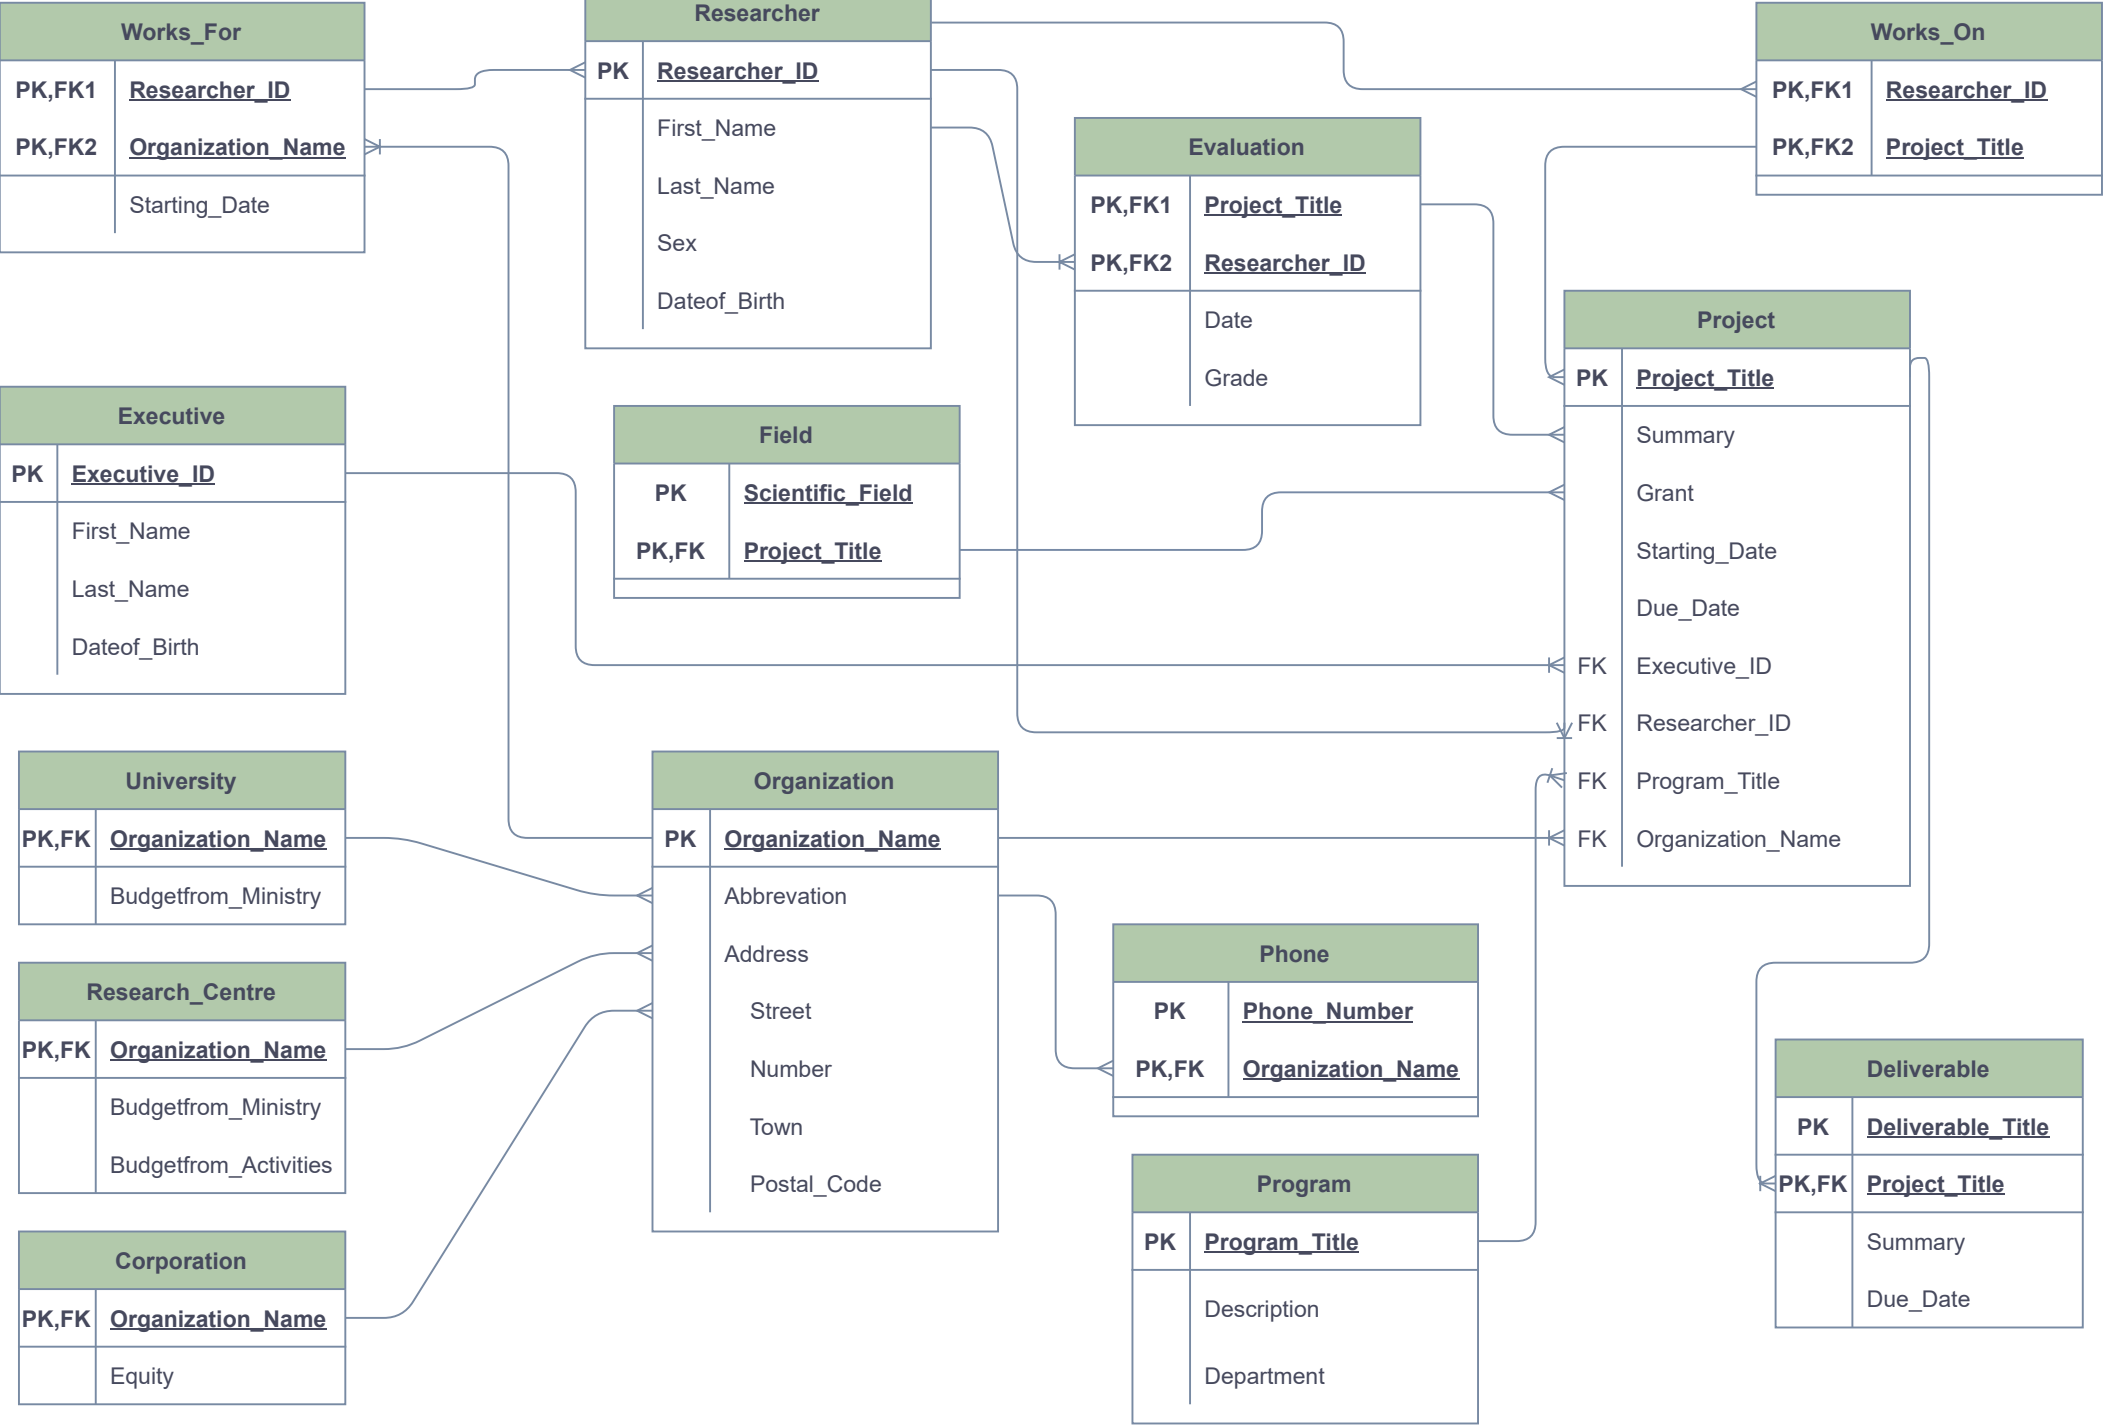 Works_For
PK,FK1 Researcher_ID
PK,FK2 Organization_Name
Starting_Date
Researcher
PK Researcher_ID
First_Name
Last_Name
Sex
Dateof_Birth
Works_On
PK,FK1 Researcher_ID
PK,FK2 Project_Title
Evaluation
PK,FK1 Project_Title
PK,FK2 Researcher_ID
Date
Grade
Project
PK Project_Title
Summary
Grant
Starting_Date
Due_Date
FK Executive_ID
FK Researcher_ID
FK Program_Title
FK Organization_Name
Executive
PK Executive_ID
First_Name
Last_Name
Dateof_Birth
Field
PK Scientific_Field
PK,FK Project_Title
University
PK,FK Organization_Name
Budgetfrom_Ministry
Organization
PK Organization_Name
Abbrevation
Address
Street
Number
Town
Postal_Code
Research_Centre
PK,FK Organization_Name
Budgetfrom_Ministry
Budgetfrom_Activities
Phone
PK Phone_Number
PK,FK Organization_Name
Deliverable
PK Deliverable_Title
PK,FK Project_Title
Summary
Due_Date
Corporation
PK,FK Organization_Name
Equity
Program
PK Program_Title
Description
Department